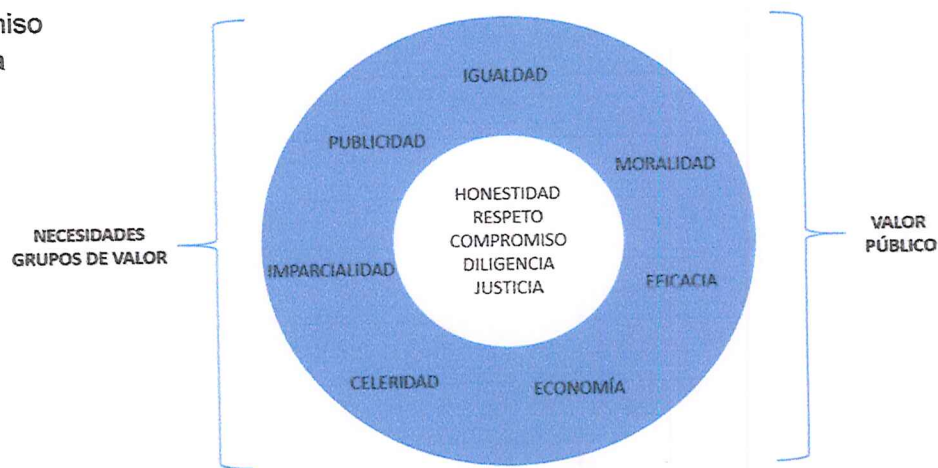 IGUALDAD
PUBLICIDAD
MORALIDAD
HONESTIDAD
RESPETO
COMPROMISO
DILIGENCIA
JUSTICIA
NECESIDADES
GRUPOS DE VALOR
VALOR
PÚBLICO
IMPARCIALIDAD
EFICACIA
CELERIDAD
ECONOMÍA